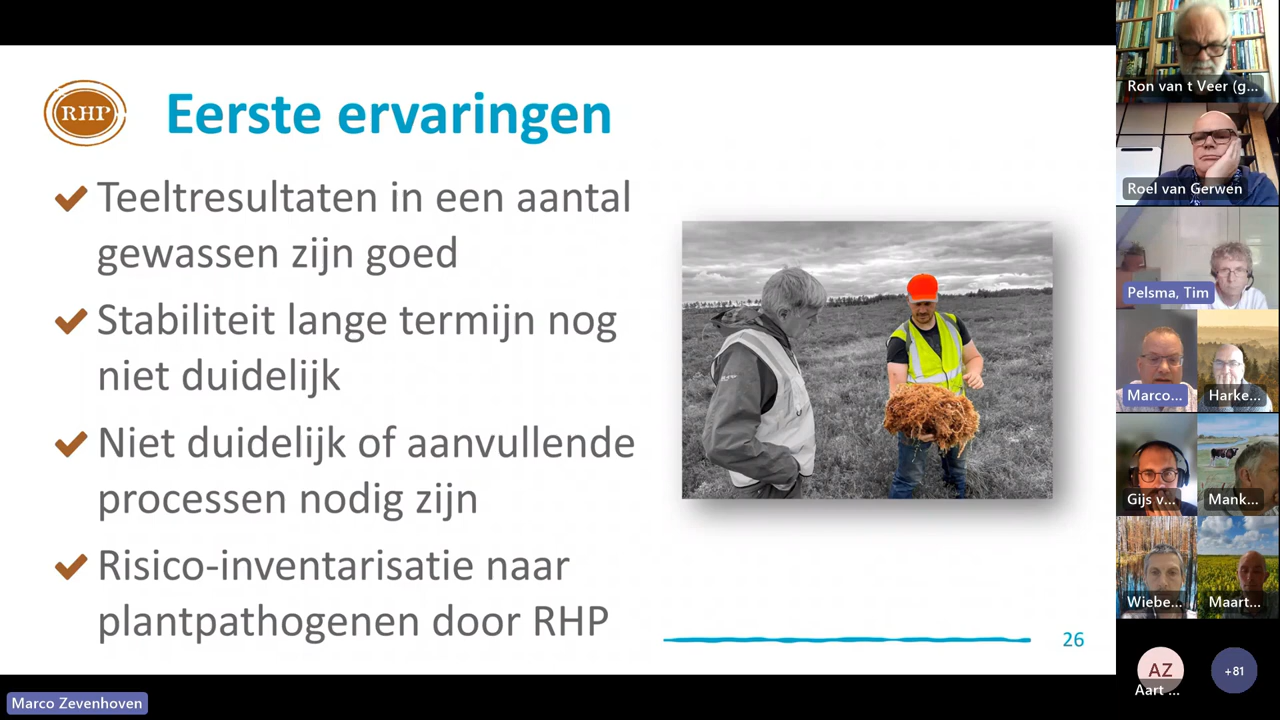 RHP
Eerste ervaringen
Teeltresultaten in een aantal
gewassen zijn goed
Stabiliteit lange termijn nog
niet duidelijk
Niet duidelijk of aanvullende
processen nodig zijn
Risico-inventarisatie naar
plantpathogenen door RHP
26
Marco Zevenhoven
Ron van t Veer (g...
Roel van Gerwen
Pelsma, Tim
Marco...
Harke...
Gijs v...
Mank...
Wiebe...
Maart...
AZ
Aart ...
+81